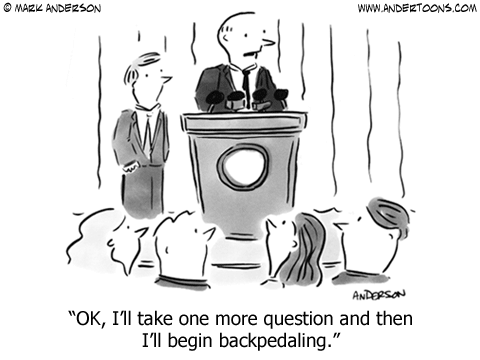 © MARK ANDERSON
WWW.ANDERTOONS.COM
ANDERSON
“OK, I’ll take one more question and then
I’ll begin backpedaling.”